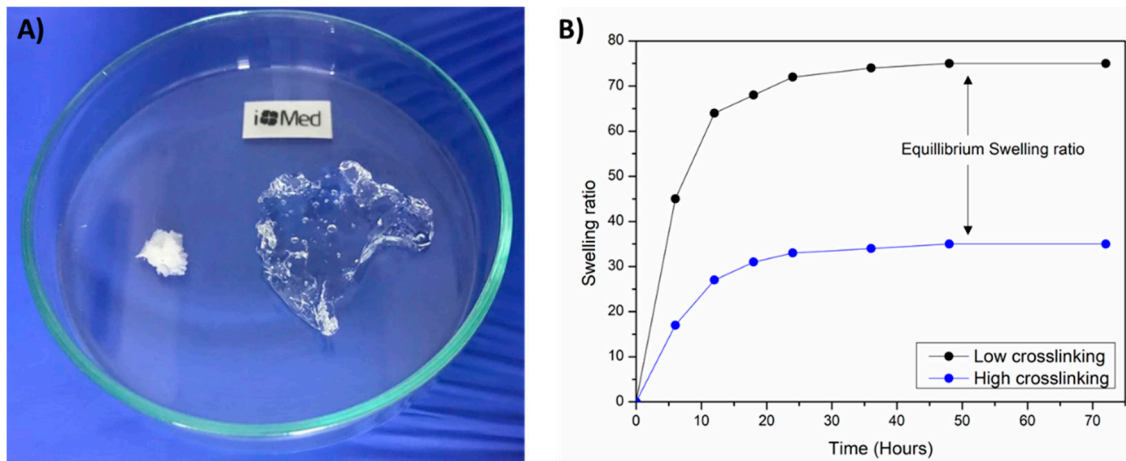 A)
i Med
B)
80
70
60
50
40
30
20
10
0
Swelling ratio
Equillibrium Swelling ratio
Low crosslinking
High crosslinking
0 10 20 30 40 50 60 70
Time (Hours)